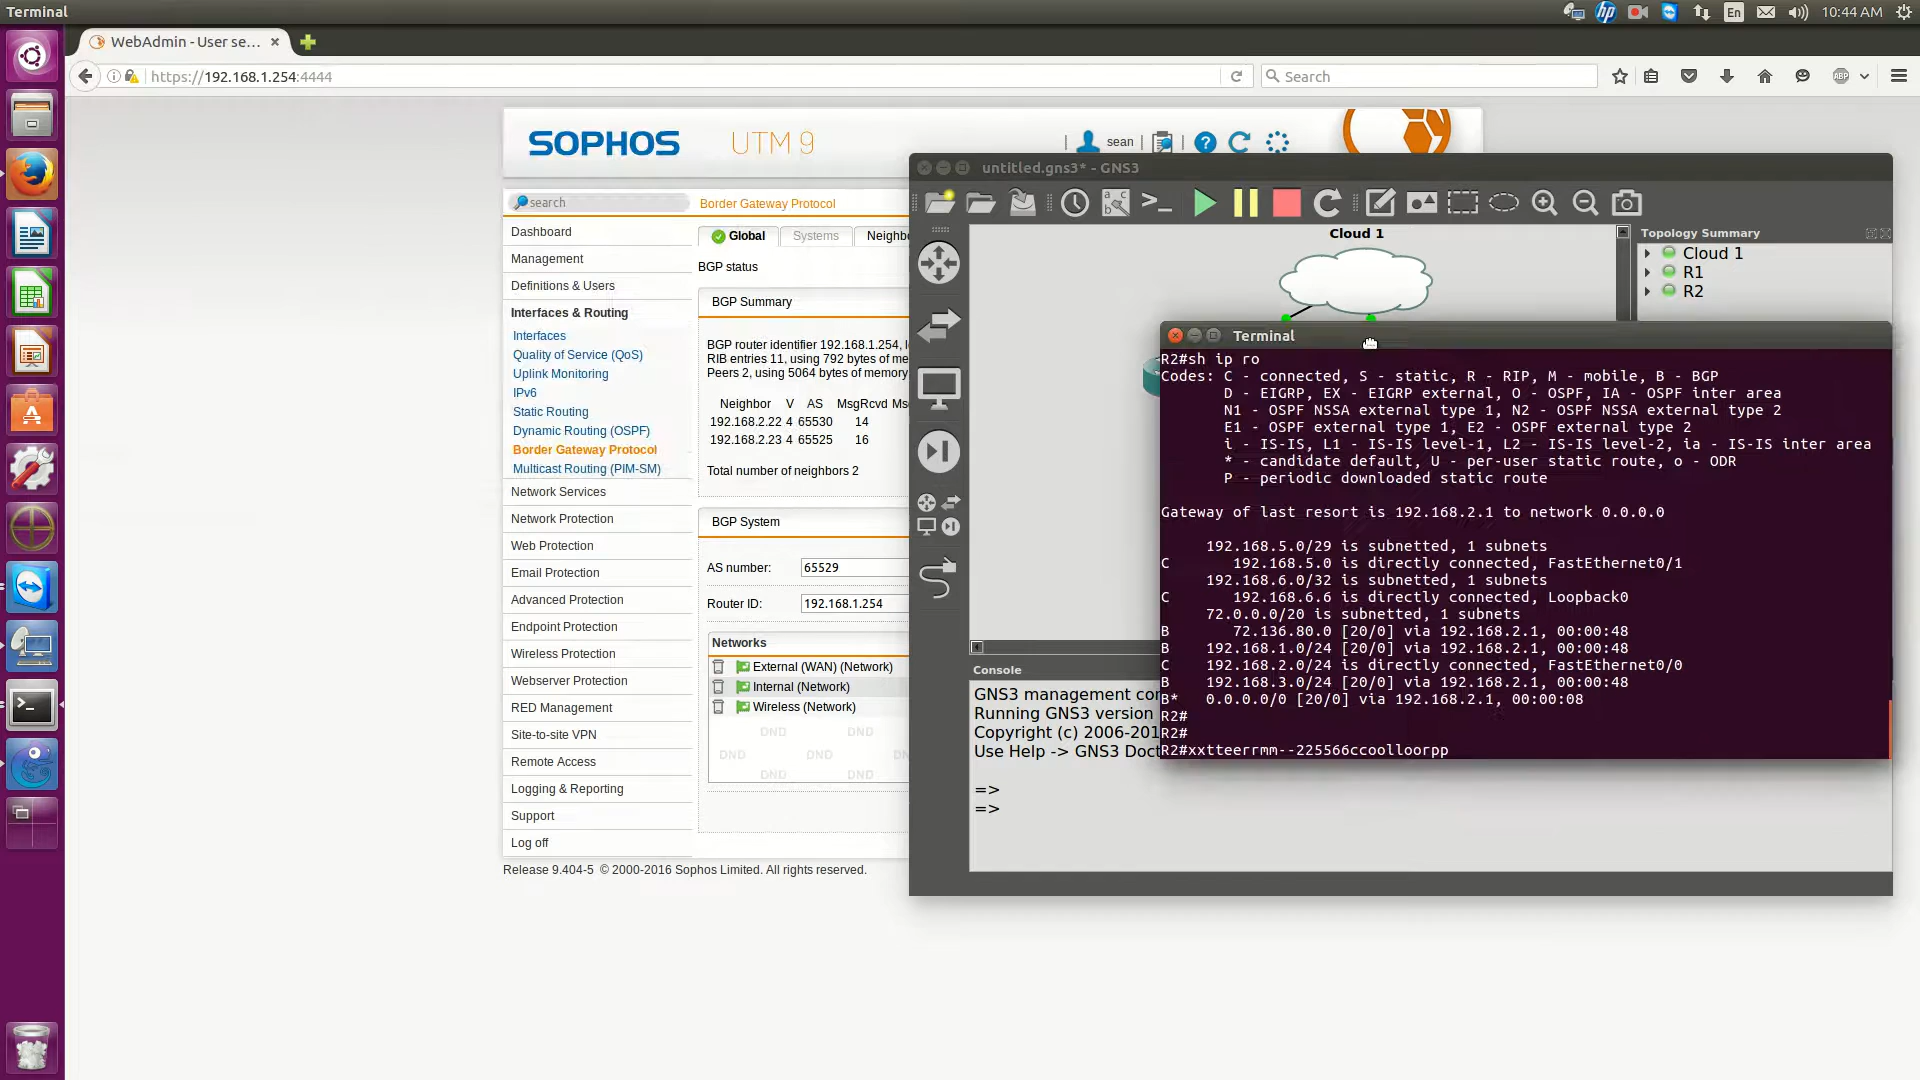 Terminal
En
10:44 AM
WebAdmin - User se...
https://192.168.1.254:4444
Search
ABP
SOPHOS UTM 9
sean
search
Border Gateway Protocol
Dashboard
Management
Definitions & Users
Interfaces & Routing
Interfaces
Quality of Service (QoS)
Uplink Monitoring
IPv6
Static Routing
Dynamic Routing (OSPF)
Border Gateway Protocol
Multicast Routing (PIM-SM)
Network Services
Network Protection
Web Protection
Email Protection
Advanced Protection
Endpoint Protection
Wireless Protection
Webserver Protection
RED Management
Site-to-site VPN
Remote Access
Logging & Reporting
Support
Log off
Release 9.404-5 © 2000-2016 Sophos Limited. All rights reserved.
Global Systems Neighb
BGP status
BGP Summary
BGP router identifier 192.168.1.254, l
RIB entries 11, using 792 bytes of me
Peers 2, using 5064 bytes of memory
Neighbor V AS MsgRcvd Ms
192.168.2.22 4 65530 14
192.168.2.23 4 65525 16
Total number of neighbors 2
BGP System
AS number: 65529
Router ID: 192.168.1.254
Networks
External (WAN) (Network)
Internal (Network)
Wireless (Network)
DND DND
DND DND
DND DND
untitled.gns3* - GNS3
Cloud 1
Topology Summary
Cloud 1
R1
R2
Console
GNS3 management con
Running GNS3 version
Copyright (c) 2006-201
Use Help -> GNS3 Doct
=>
=>
Terminal
R2#sh ip ro
Codes: C - connected, S - static, R - RIP, M - mobile, B - BGP
D - EIGRP, EX - EIGRP external, O - OSPF, IA - OSPF inter area
N1 - OSPF NSSA external type 1, N2 - OSPF NSSA external type 2
E1 - OSPF external type 1, E2 - OSPF external type 2
i - IS-IS, L1 - IS-IS level-1, L2 - IS-IS level-2, ia - IS-IS inter area
* - candidate default, U - per-user static route, o - ODR
P - periodic downloaded static route
Gateway of last resort is 192.168.2.1 to network 0.0.0.0
192.168.5.0/29 is subnetted, 1 subnets
C 192.168.5.0 is directly connected, FastEthernet0/1
192.168.6.0/32 is subnetted, 1 subnets
C 192.168.6.6 is directly connected, Loopback0
72.0.0.0/20 is subnetted, 1 subnets
B 72.136.80.0 [20/0] via 192.168.2.1, 00:00:48
B 192.168.1.0/24 [20/0] via 192.168.2.1, 00:00:48
C 192.168.2.0/24 is directly connected, FastEthernet0/0
B 192.168.3.0/24 [20/0] via 192.168.2.1, 00:00:48
B* 0.0.0.0/0 [20/0] via 192.168.2.1, 00:00:08
R2#
R2#
R2#xxtteerrmm--225566ccoolloorpp